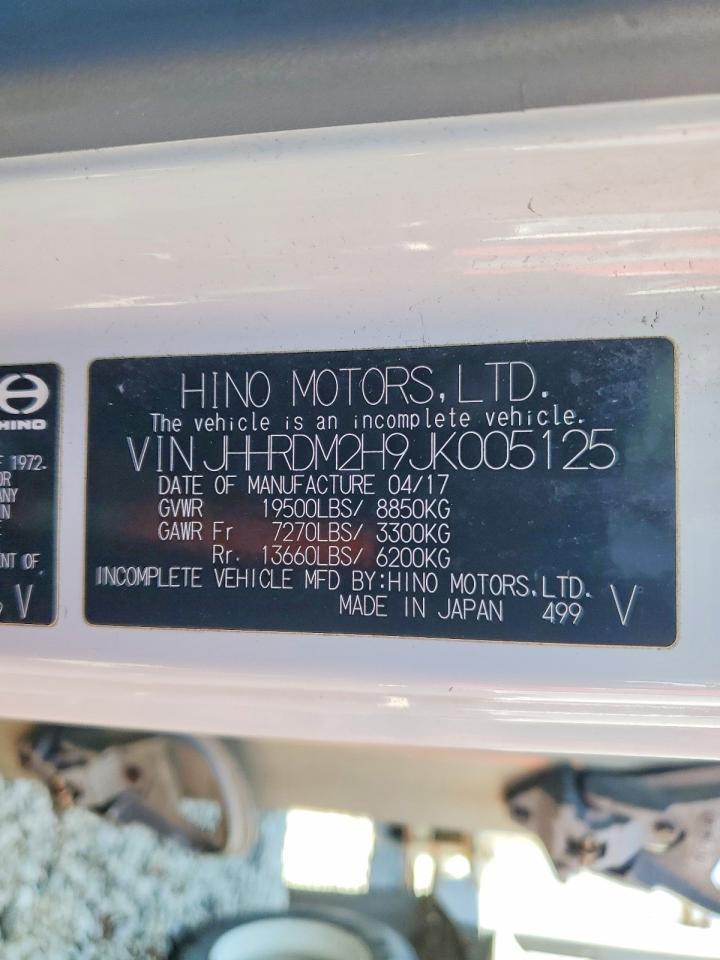 HINO MOTORS, LTD.
The vehicle is an incomplete vehicle.
VIN JHHRDM2H9JK005125
DATE OF MANUFACTURE 04/17
GVWR 19500LBS/ 8850KG
GAWR Fr 7270LBS/ 3300KG
Rr. 13660LBS/ 6200KG
INCOMPLETE VEHICLE MFD BY:HINO MOTORS,LTD.
MADE IN JAPAN 499 V
HINO
1972.
OR
ANY
IN
E
ENT OF
V